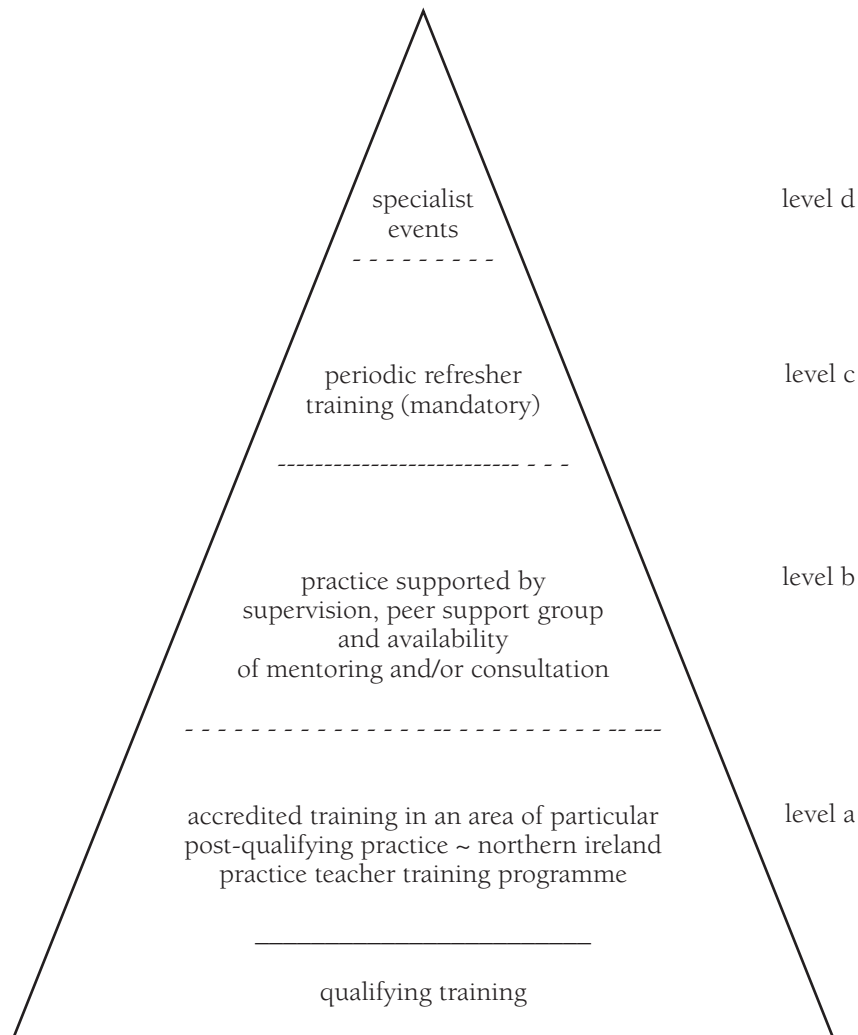 specialist
events
level d
periodic refresher
training (mandatory)
level c
practice supported by
supervision, peer support group
and availability
of mentoring and/or consultation
level b
accredited training in an area of particular
post-qualifying practice ~ northern ireland
practice teacher training programme
level a
qualifying training